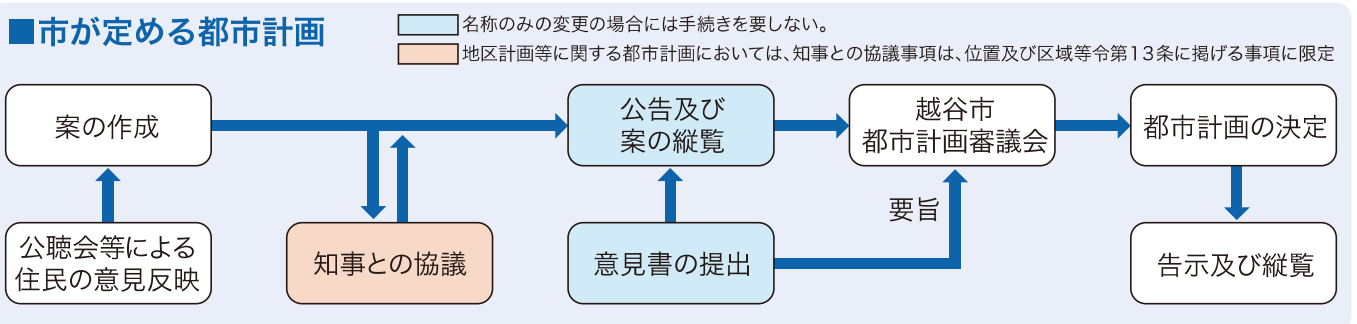 ■市が定める都市計画
名称のみの変更の場合には手続きを要しない。
地区計画等に関する都市計画においては、知事との協議事項は、位置及び区域等令第13条に掲げる事項に限定
案の作成
公告及び
案の縦覧
越谷市
都市計画審議会
都市計画の決定
要旨
公聴会等による
住民の意見反映
知事との協議
意見書の提出
告示及び縦覧